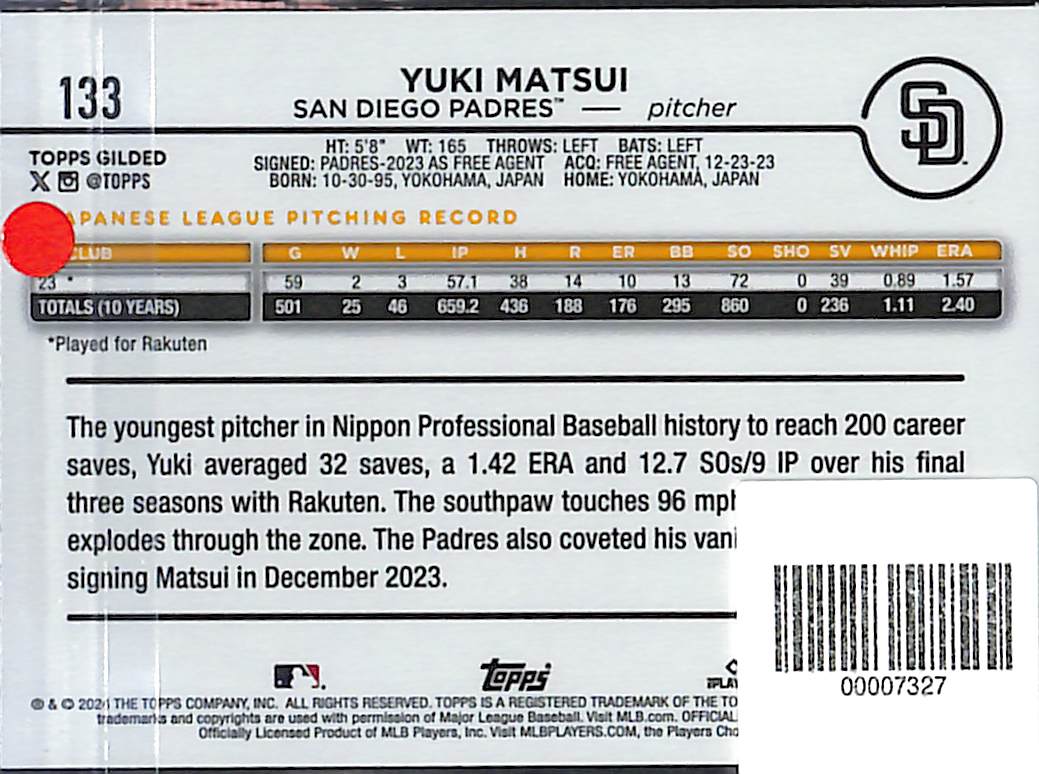 133
YUKI MATSUI
SAN DIEGO PADRES™ — pitcher
SD
TOPPS GILDED
X @TOPPS
HT: 5'8" WT: 165 THROWS: LEFT BATS: LEFT
SIGNED: PADRES-2023 AS FREE AGENT ACQ: FREE AGENT, 12-23-23
BORN: 10-30-95, YOKOHAMA, JAPAN HOME: YOKOHAMA, JAPAN
APANESE LEAGUE PITCHING RECORD
CLUB G W L IP H R ER BB SO SHO SV WHIP ERA
23 * 59 2 3 57.1 38 14 10 13 72 0 39 0.89 1.57
TOTALS (10 YEARS) 501 25 46 659.2 436 188 176 295 860 0 236 1.11 2.40
*Played for Rakuten
The youngest pitcher in Nippon Professional Baseball history to reach 200 career
saves, Yuki averaged 32 saves, a 1.42 ERA and 12.7 SOs/9 IP over his final
three seasons with Rakuten. The southpaw touches 96 mph
explodes through the zone. The Padres also coveted his vani
signing Matsui in December 2023.
topps
® & © 2024 THE TOPPS COMPANY, INC. ALL RIGHTS RESERVED. TOPPS IS A REGISTERED TRADEMARK OF THE TO
trademarks and copyrights are used with permission of Major League Baseball. Visit MLB.com. OFFICIAL
Officially Licensed Product of MLB Players, Inc. Visit MLBPLAYERS.COM, the Players Cho
00007327